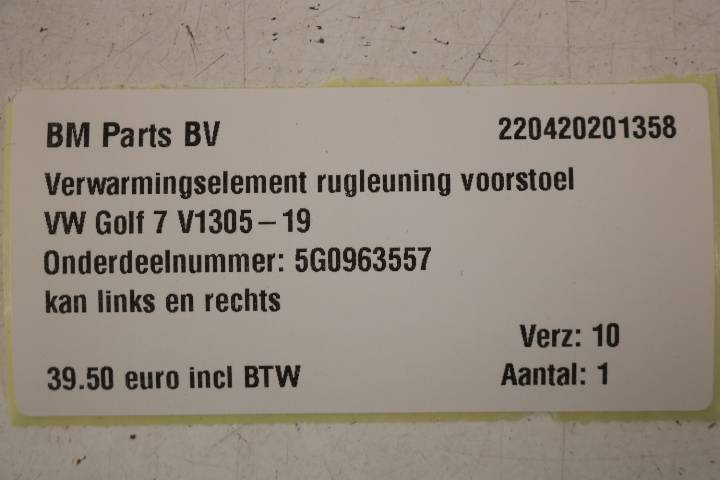 BM Parts BV 220420201358
Verwarmingselement rugleuning voorstoel
VW Golf 7 V1305-19
Onderdeelnummer: 5G0963557
kan links en rechts
Verz: 10
39.50 euro incl BTW Aantal: 1